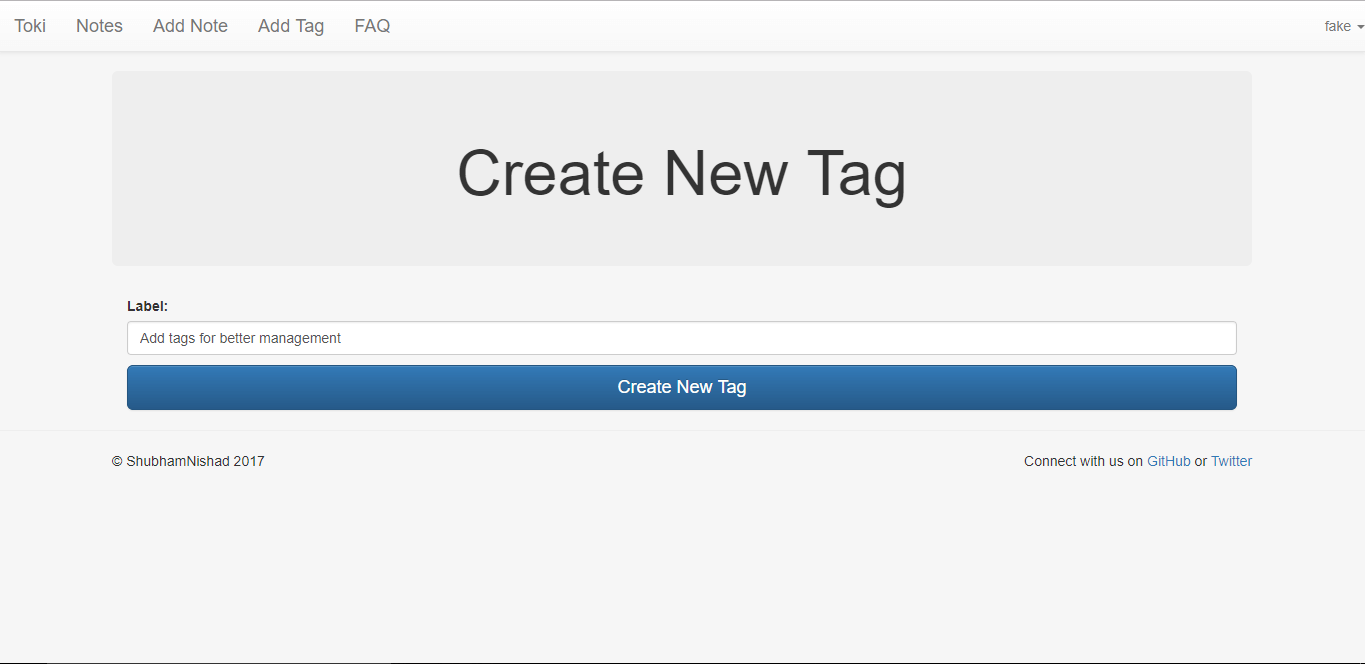 Toki Notes Add Note Add Tag FAQ fake
Create New Tag
Label:
Add tags for better management
Create New Tag
© ShubhamNishad 2017 Connect with us on GitHub or Twitter